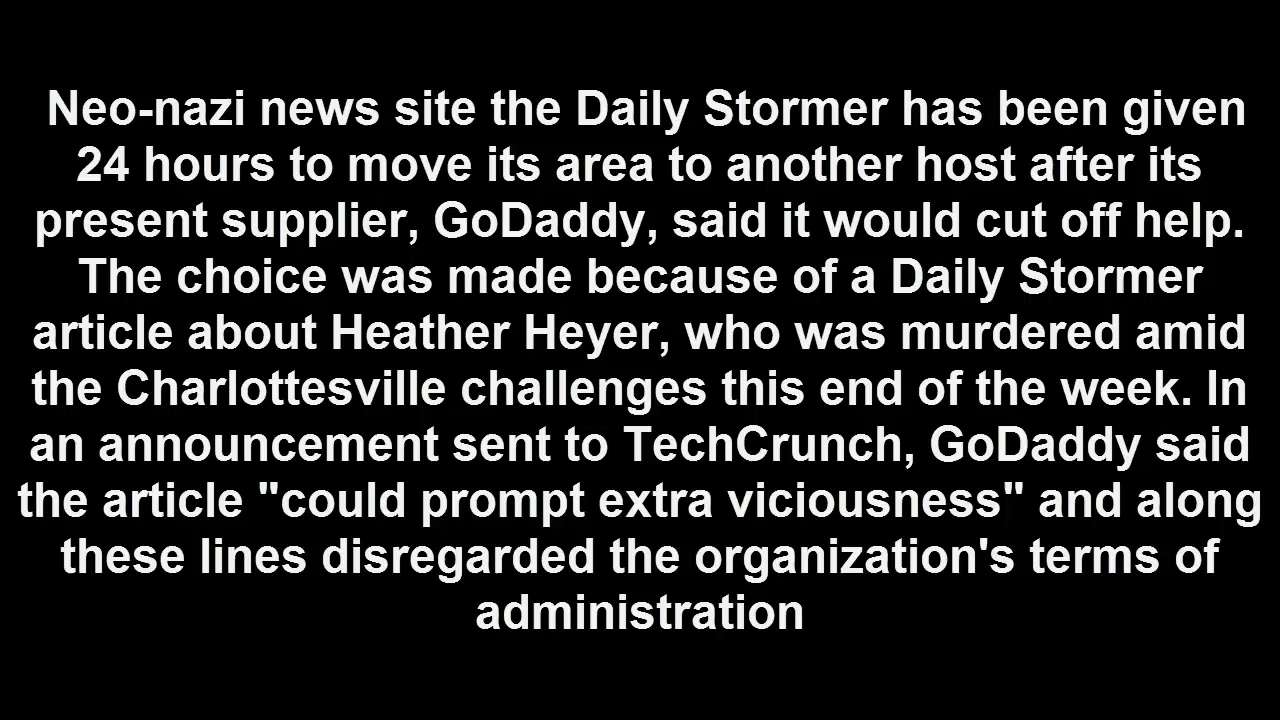 Neo-nazi news site the Daily Stormer has been given
24 hours to move its area to another host after its
present supplier, GoDaddy, said it would cut off help.
The choice was made because of a Daily Stormer
article about Heather Heyer, who was murdered amid
the Charlottesville challenges this end of the week. In
an announcement sent to TechCrunch, GoDaddy said
the article "could prompt extra viciousness" and along
these lines disregarded the organization's terms of
administration